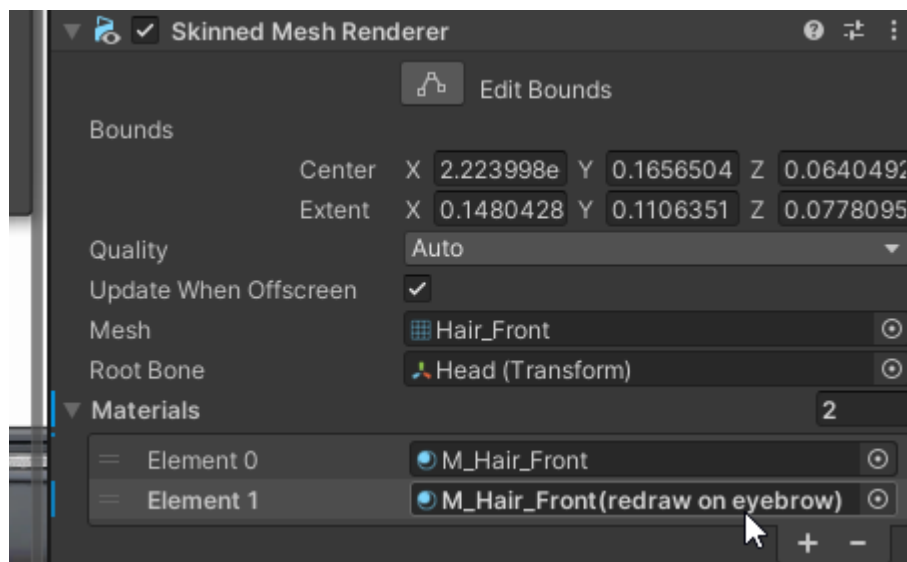 Skinned Mesh Renderer
Edit Bounds
Bounds
Center X 2.223998e Y 0.1656504 Z 0.0640492
Extent X 0.1480428 Y 0.1106351 Z 0.0778095
Quality Auto
Update When Offscreen
Mesh Hair_Front
Root Bone Head (Transform)
Materials 2
Element 0 M_Hair_Front
Element 1 M_Hair_Front(redraw on eyebrow)